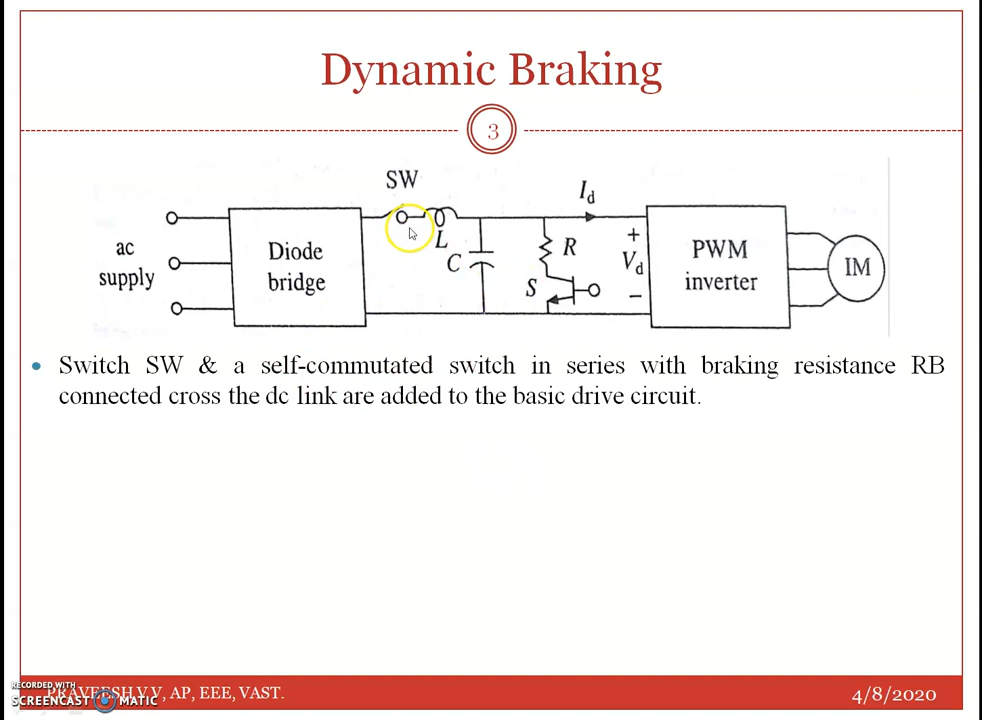 Dynamic Braking
3
SW
I_d
ac
supply
Diode
bridge
L
C
R
S
+
V_d
−
PWM
inverter
IM
Switch SW & a self-commutated switch in series with braking resistance RB
connected cross the dc link are added to the basic drive circuit.
RECORDED WITH
SCREENCAST MATIC
PRAVEESH.V.V, AP, EEE, VAST.
4/8/2020